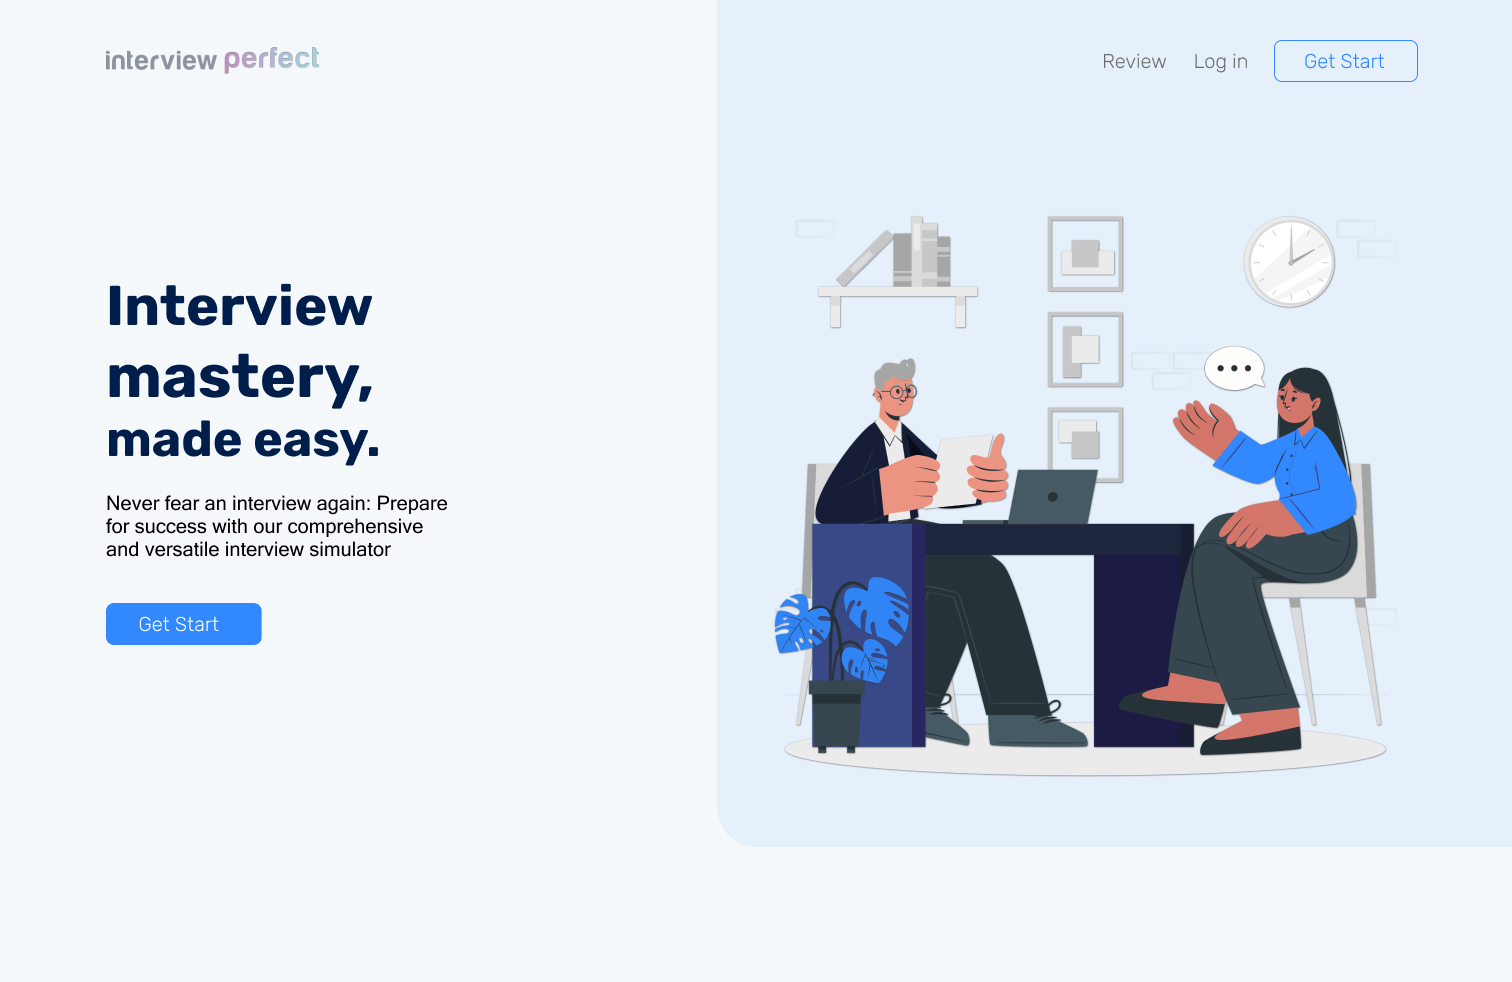 interview perfect
Review
Log in
Get Start
Interview
mastery,
made easy.
Never fear an interview again: Prepare
for success with our comprehensive
and versatile interview simulator
Get Start